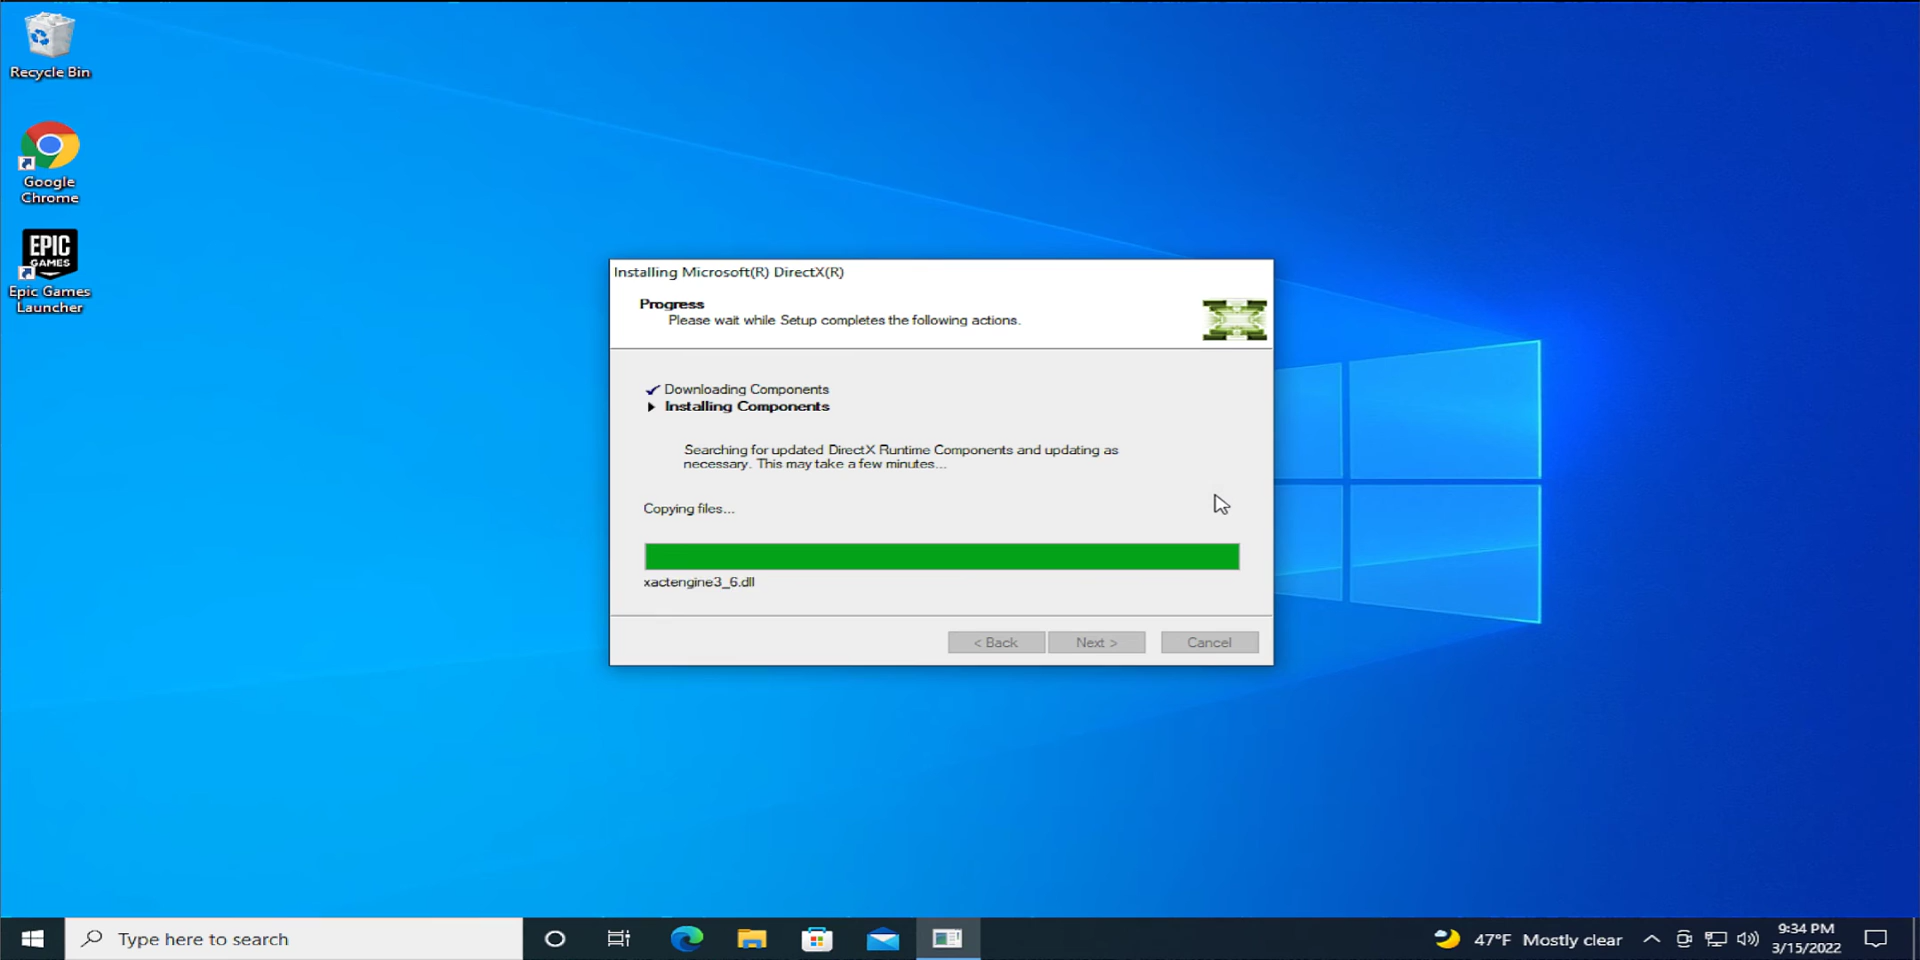 Recycle Bin
Google
Chrome
EPIC
GAMES
Epic Games
Launcher
Installing Microsoft(R) DirectX(R)
Progress
Please wait while Setup completes the following actions.
Downloading Components
Installing Components
Searching for updated DirectX Runtime Components and updating as
necessary. This may take a few minutes...
Copying files...
xactengine3_6.dll
< Back
Next >
Cancel
Type here to search
47°F Mostly clear
9:34 PM
3/15/2022